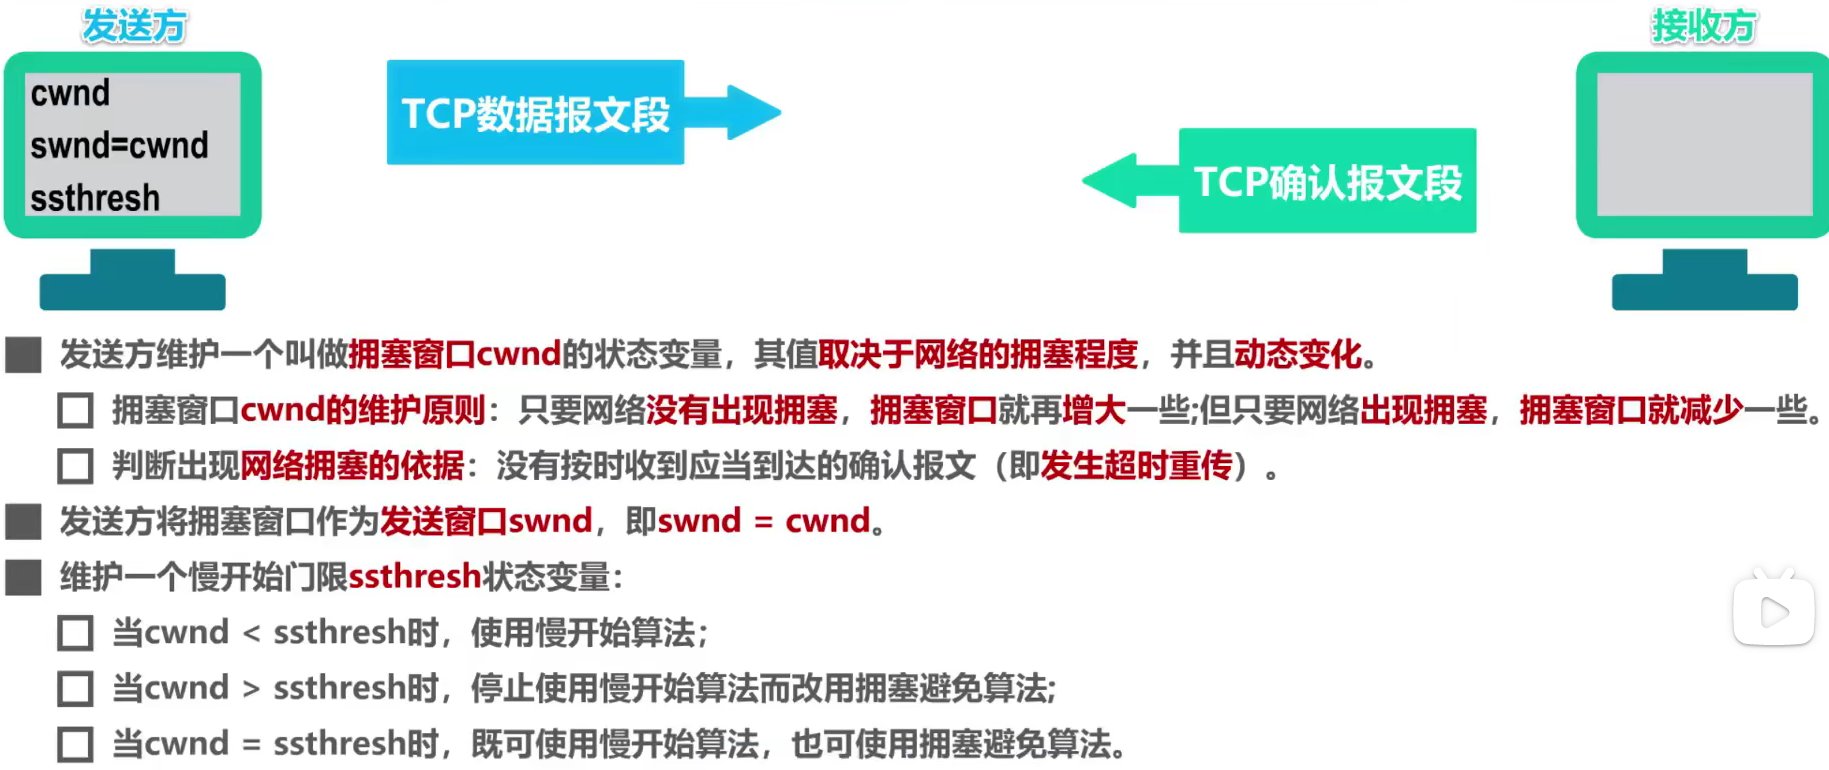 发送方
接收方
cwnd
swnd=cwnd
ssthresh
TCP数据报文段
TCP确认报文段
发送方维护一个叫做拥塞窗口cwnd的状态变量，其值取决于网络的拥塞程度，并且动态变化。
拥塞窗口cwnd的维护原则：只要网络没有出现拥塞，拥塞窗口就再增大一些;但只要网络出现拥塞，拥塞窗口就减少一些。
判断出现网络拥塞的依据：没有按时收到应当到达的确认报文（即发生超时重传）。
发送方将拥塞窗口作为发送窗口swnd，即swnd = cwnd。
维护一个慢开始门限ssthresh状态变量：
当cwnd < ssthresh时，使用慢开始算法；
当cwnd > ssthresh时，停止使用慢开始算法而改用拥塞避免算法;
当cwnd = ssthresh时，既可使用慢开始算法，也可使用拥塞避免算法。